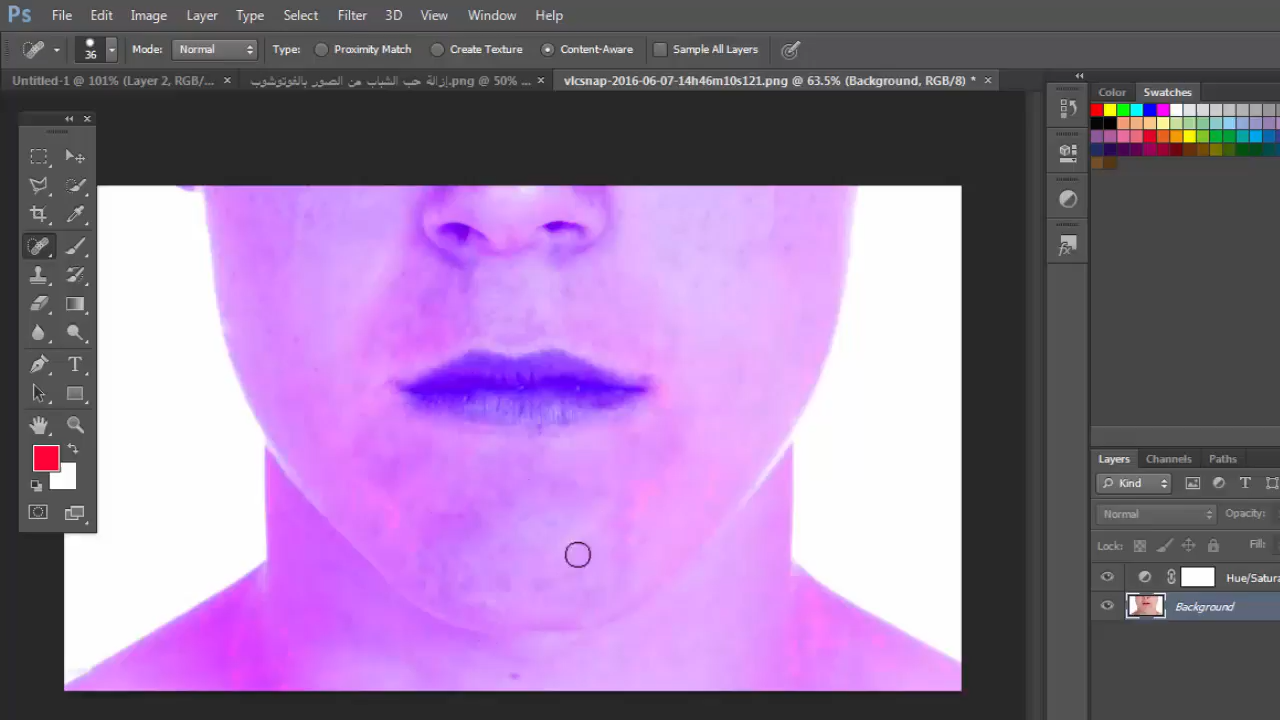 Ps File Edit Image Layer Type Select Filter 3D View Window Help
36 Mode: Normal Type: Proximity Match Create Texture Content-Aware Sample All Layers
Untitled-1 @ 101% (Layer 2, RGB/... × إزالة حب الشباب من الصور بالفوتوشوب.png @ 50% ... × vlcsnap-2016-06-07-14h46m10s121.png @ 63.5% (Background, RGB/8) * ×
Color Swatches
Layers Channels Paths
Kind
Normal Opacity:
Lock: Fill:
Hue/Satura
Background